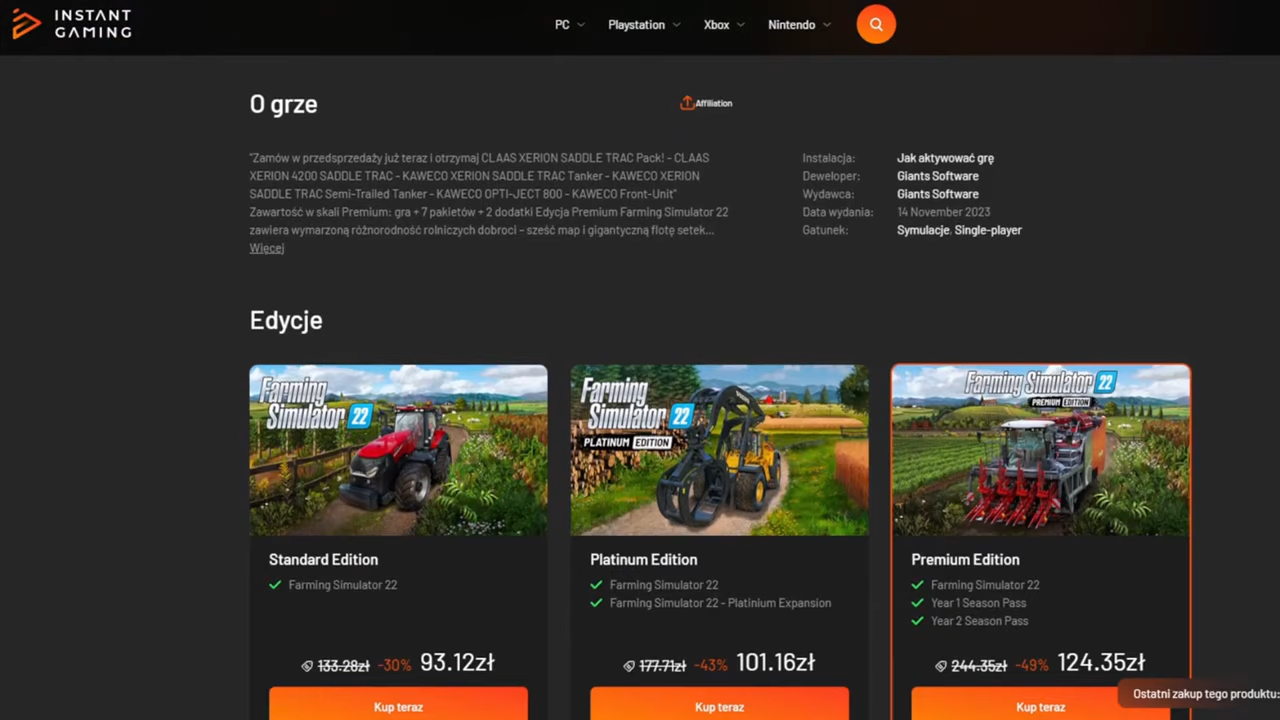 INSTANT
GAMING
PC
Playstation
Xbox
Nintendo
O grze
Affiliation
"Zamów w przedsprzedaży już teraz i otrzymaj CLAAS XERION SADDLE TRAC Pack! - CLAAS
XERION 4200 SADDLE TRAC - KAWECO XERION SADDLE TRAC Tanker - KAWECO XERION
SADDLE TRAC Semi-Trailed Tanker - KAWECO OPTI-JECT 800 - KAWECO Front-Unit"
Zawartość w skali Premium: gra + 7 pakietów + 2 dodatki Edycja Premium Farming Simulator 22
zawiera wymarzoną różnorodność rolniczych dobroci – sześć map i gigantyczną flotę setek...
Więcej
Instalacja: Jak aktywować grę
Deweloper: Giants Software
Wydawca: Giants Software
Data wydania: 14 November 2023
Gatunek: Symulacje, Single-player
Edycje
Farming
Simulator 22
Standard Edition
Farming Simulator 22
133.28zł -30% 93.12zł
Kup teraz
Farming
Simulator 22
PLATINUM EDITION
Platinum Edition
Farming Simulator 22
Farming Simulator 22 - Platinium Expansion
177.71zł -43% 101.16zł
Kup teraz
Farming Simulator 22
PREMIUM EDITION
Premium Edition
Farming Simulator 22
Year 1 Season Pass
Year 2 Season Pass
244.35zł -49% 124.35zł
Kup teraz
Ostatni zakup tego produktu: